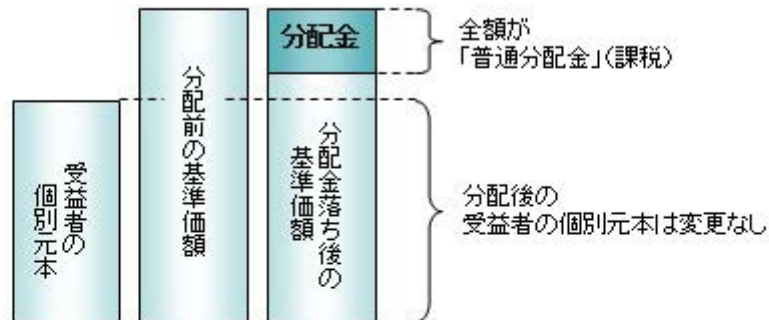 受益者の
個別元本
分配前の基準価額
分配金
分配金落ち後の
基準価額
全額が
「普通分配金」(課税)
分配後の
受益者の個別元本は変更なし